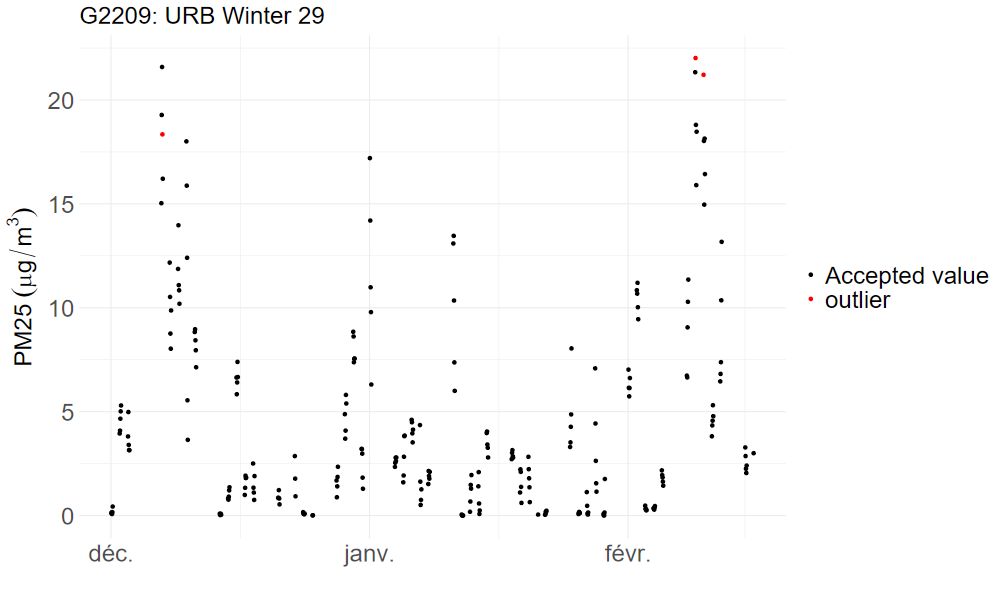 G2209: URB Winter 29
PM25 (μg/m³)
20
15
10
5
0
déc.
janv.
févr.
Accepted value
outlier